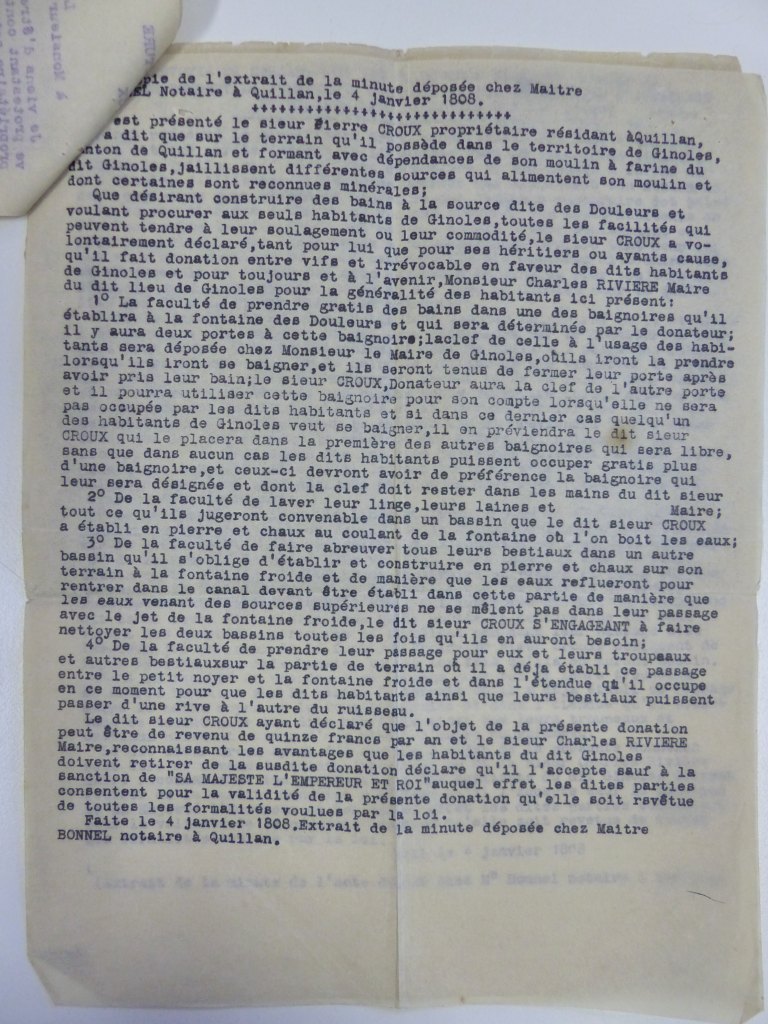 opie de l'extrait de la minute déposée chez Maitre
EL Notaire à Quillan,le 4 janvier 1808.
++++++++++++++++++++++++++++
est présenté le sieur Pierre CROUX propriétaire résidant àQuillan,
a dit que sur le terrain qu'il possède dans le territoire de Ginoles,
anton de Quillan et formant avec dépendances de son moulin à farine du
dit Ginoles,jaillissent différentes sources qui alimentent son moulin et
dont certaines sont reconnues minérales;
Que désirant construire des bains à la source dite des Douleurs et
voulant procurer aux seuls habitants de Ginoles,toutes les facilités qui
peuvent tendre à leur soulagement ou leur commodité,le sieur CROUX a vo-
lontairement déclaré,tant pour lui que pour ses héritiers ou ayants cause,
qu'il fait donation entre vifs et irrévocable en faveur des dits habitants
de Ginoles et pour toujours et à l'avenir,Monsieur Charles RIVIERE Maire
du dit lieu de Ginoles pour la généralité des habitants ici présent:
1° La faculté de prendre gratis des bains dans une des baignoires qu'il
établira à la fontaine des Douleurs et qui sera déterminée par le donateur;
il y aura deux portes à cette baignoire;laclef de celle à l'usage des habi-
tants sera déposée chez Monsieur le Maire de Ginoles,oùils iront la prendre
lorsqu'ils iront se baigner,et ils seront tenus de fermer leur porte après
avoir pris leur bain;le sieur CROUX,Donateur aura la clef de l'autre porte
et il pourra utiliser cette baignoire pour son compte lorsqu'elle ne sera
pas occupée par les dits habitants et si dans ce dernier cas quelqu'un
des habitants de Ginoles veut se baigner,il en préviendra le dit sieur
CROUX qui le placera dans la première des autres baignoires qui sera libre,
sans que dans aucun cas les dits habitants puissent occuper gratis plus
d'une baignoire,et ceux-ci devront avoir de préférence la baignoire qui
leur sera désignée et dont la clef doit rester dans les mains du dit sieur
Maire;
2° De la faculté de laver leur linge,leurs laines et
tout ce qu'ils jugeront convenable dans un bassin que le dit sieur CROUX
a établi en pierre et chaux au coulant de la fontaine où l'on boit les eaux;
3° De la faculté de faire abreuver tous leurs bestiaux dans un autre
bassin qu'il s'oblige d'établir et construire en pierre et chaux sur son
terrain à la fontaine froide et de manière que les eaux reflueront pour
rentrer dans le canal devant être établi dans cette partie de manière que
les eaux venant des sources supérieures ne se mêlent pas dans leur passage
avec le jet de la fontaine froide,le dit sieur CROUX S'ENGAGEANT à faire
nettoyer les deux bassins toutes les fois qu'ils en auront besoin;
4° De la faculté de prendre leur passage pour eux et leurs troupeaux
et autres bestiauxsur la partie de terrain où il a déja établi ce passage
entre le petit noyer et la fontaine froide et dans l'étendue qu'il occupe
en ce moment pour que les dits habitants ainsi que leurs bestiaux puissent
passer d'une rive à l'autre du ruisseau.
Le dit sieur CROUX ayant déclaré que l'objet de la présente donation
peut être de revenu de quinze francs par an et le sieur Charles RIVIERE
Maire,reconnaissant les avantages que les habitants du dit Ginoles
doivent retirer de la susdite donation déclare qu'il l'accepte sauf à la
sanction de "SA MAJESTE L'EMPEREUR ET ROI"auquel effet les dites parties
consentent pour la validité de la présente donation qu'elle soit revêtue
de toutes les formalités voulues par la loi.
Faite le 4 janvier 1808.Extrait de la minute déposée chez Maitre
BONNEL notaire à Quillan.